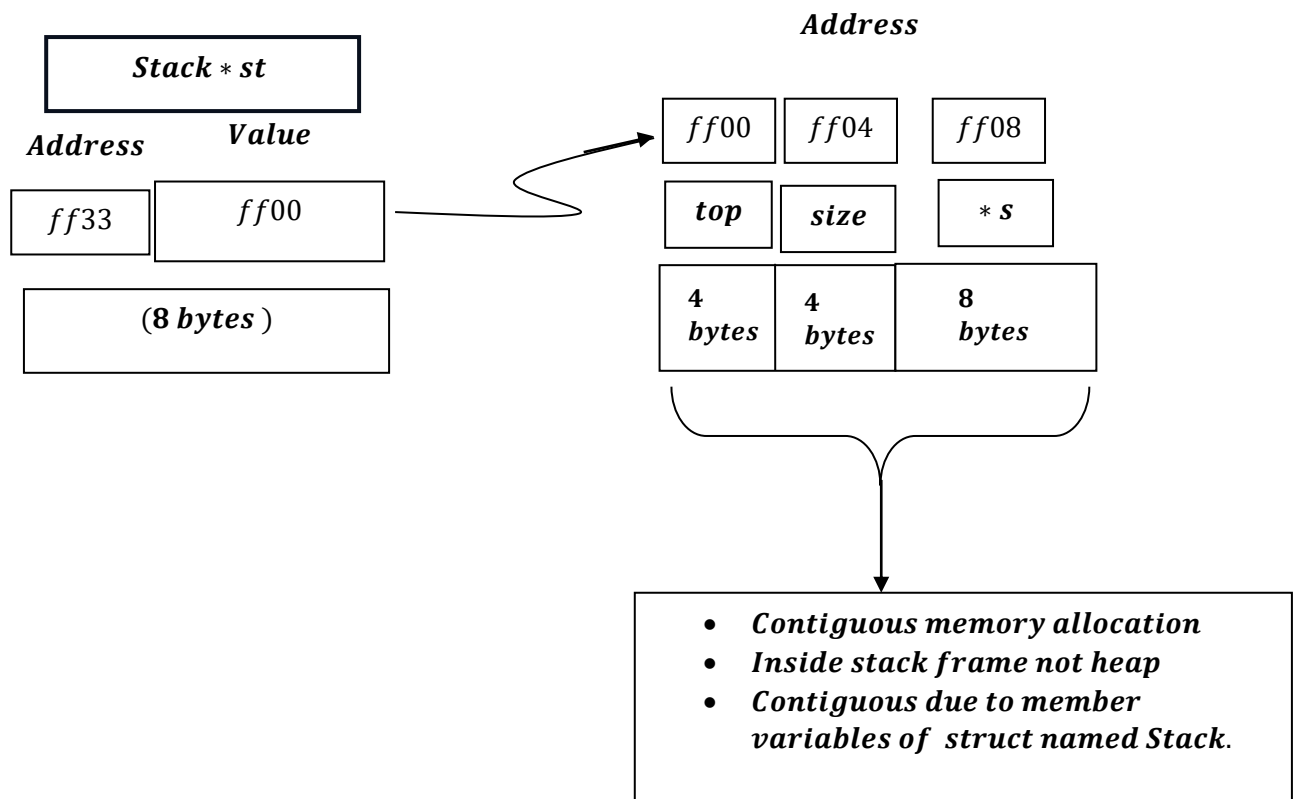 Address
Stack ∗ st
Address Value
ff33 ff00
(8 bytes )
ff00 ff04 ff08
top size ∗ s
4 bytes
4 bytes
8 bytes
• Contiguous memory allocation
• Inside stack frame not heap
• Contiguous due to member
variables of struct named Stack.